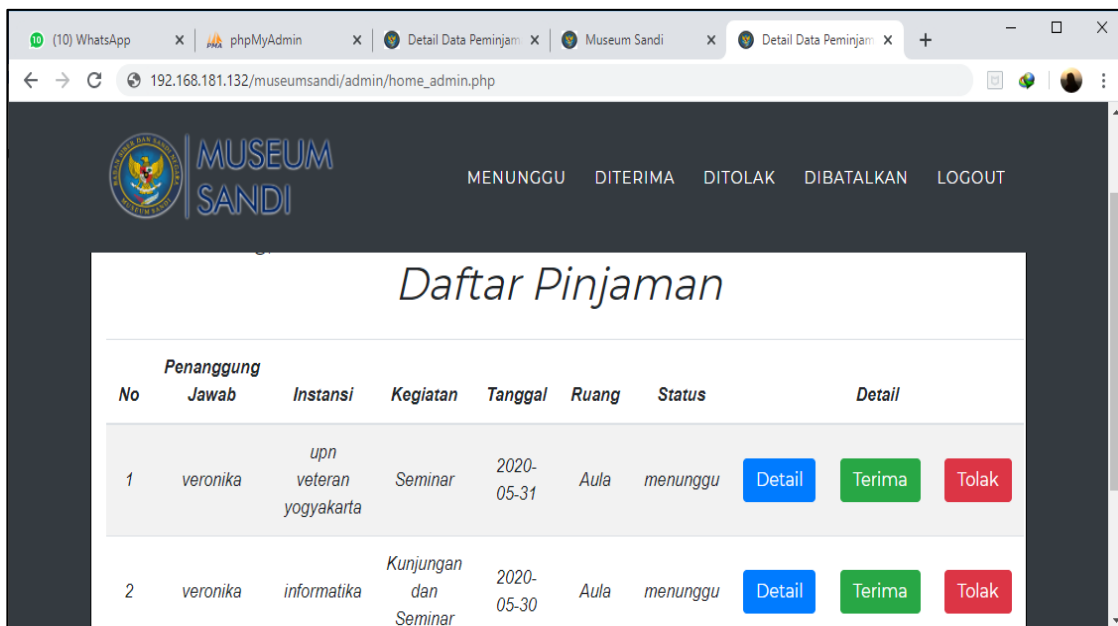 (10) WhatsApp
phpMyAdmin
Detail Data Peminjam
Museum Sandi
Detail Data Peminjam
192.168.181.132/museumsandi/admin/home_admin.php
MUSEUM
SANDI
MENUNGGU DITERIMA DITOLAK DIBATALKAN LOGOUT
Daftar Pinjaman
No Penanggung Jawab Instansi Kegiatan Tanggal Ruang Status Detail
1 veronika upn veteran yogyakarta Seminar 2020-05-31 Aula menunggu Detail Terima Tolak
2 veronika informatika Kunjungan dan Seminar 2020-05-30 Aula menunggu Detail Terima Tolak